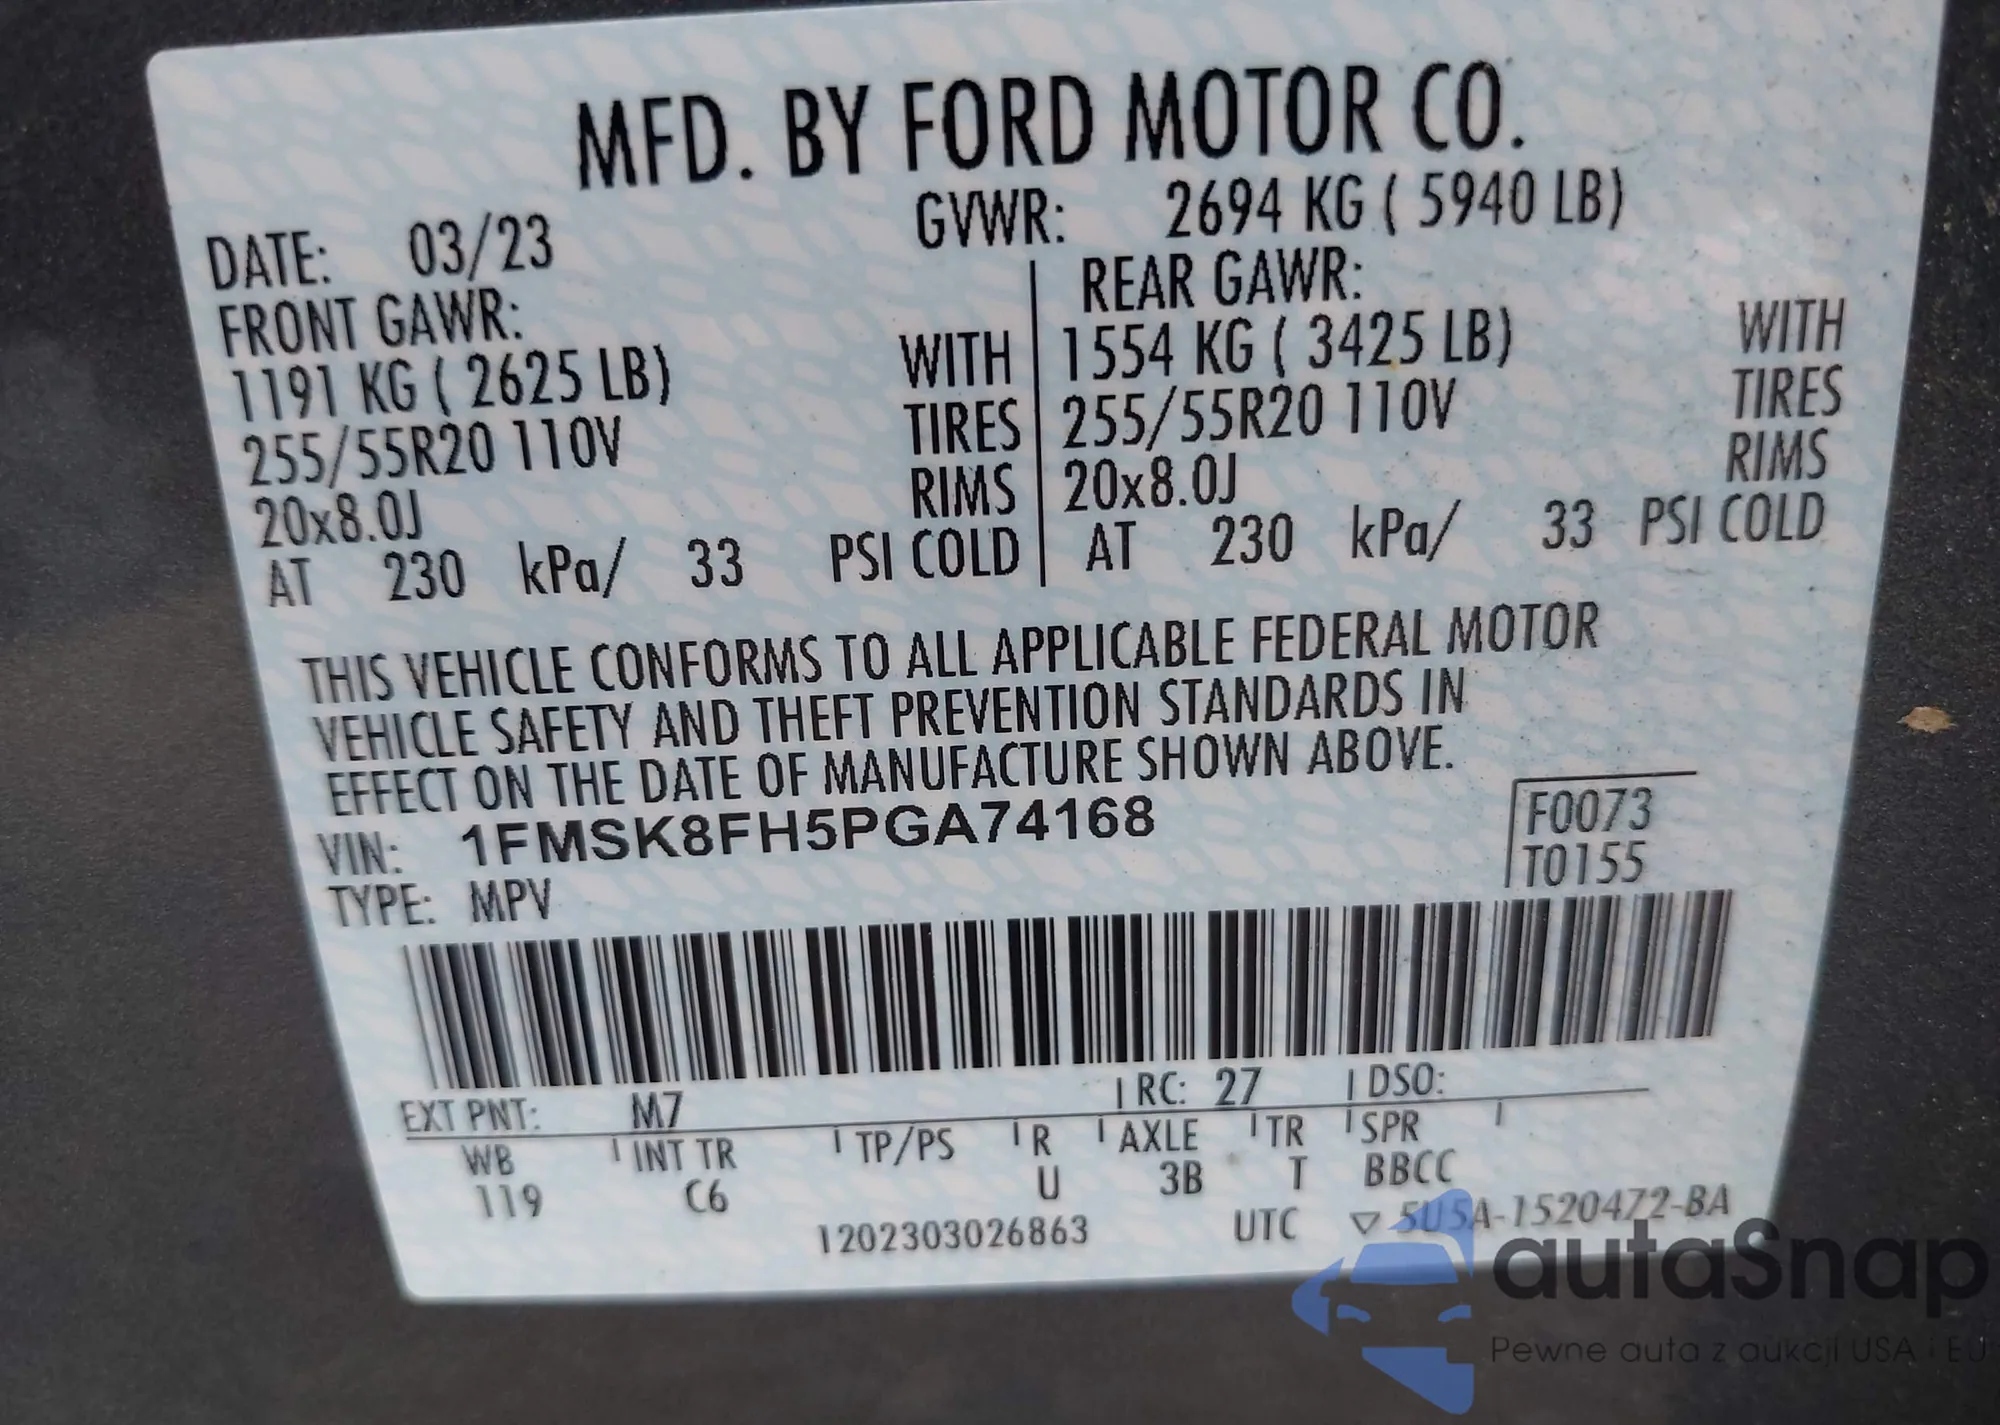 MFD. BY FORD MOTOR CO.
DATE: 03/23 GVWR: 2694 KG ( 5940 LB)
FRONT GAWR: REAR GAWR:
1191 KG ( 2625 LB) WITH 1554 KG ( 3425 LB) WITH
255/55R20 110V TIRES 255/55R20 110V TIRES
20x8.0J RIMS 20x8.0J RIMS
AT 230 kPa/ 33 PSI COLD AT 230 kPa/ 33 PSI COLD
THIS VEHICLE CONFORMS TO ALL APPLICABLE FEDERAL MOTOR
VEHICLE SAFETY AND THEFT PREVENTION STANDARDS IN
EFFECT ON THE DATE OF MANUFACTURE SHOWN ABOVE.
VIN: 1FMSK8FH5PGA74168 F0073
TYPE: MPV T0155
EXT PNT: M7 RC: 27 DSO:
WB INT TR TP/PS R AXLE TR SPR
119 C6 U 3B T BBCC
1202303026863 UTC ▽ 5U5A-1520472-BA
autaSnap
Pewne auta z aukcji USA i EU